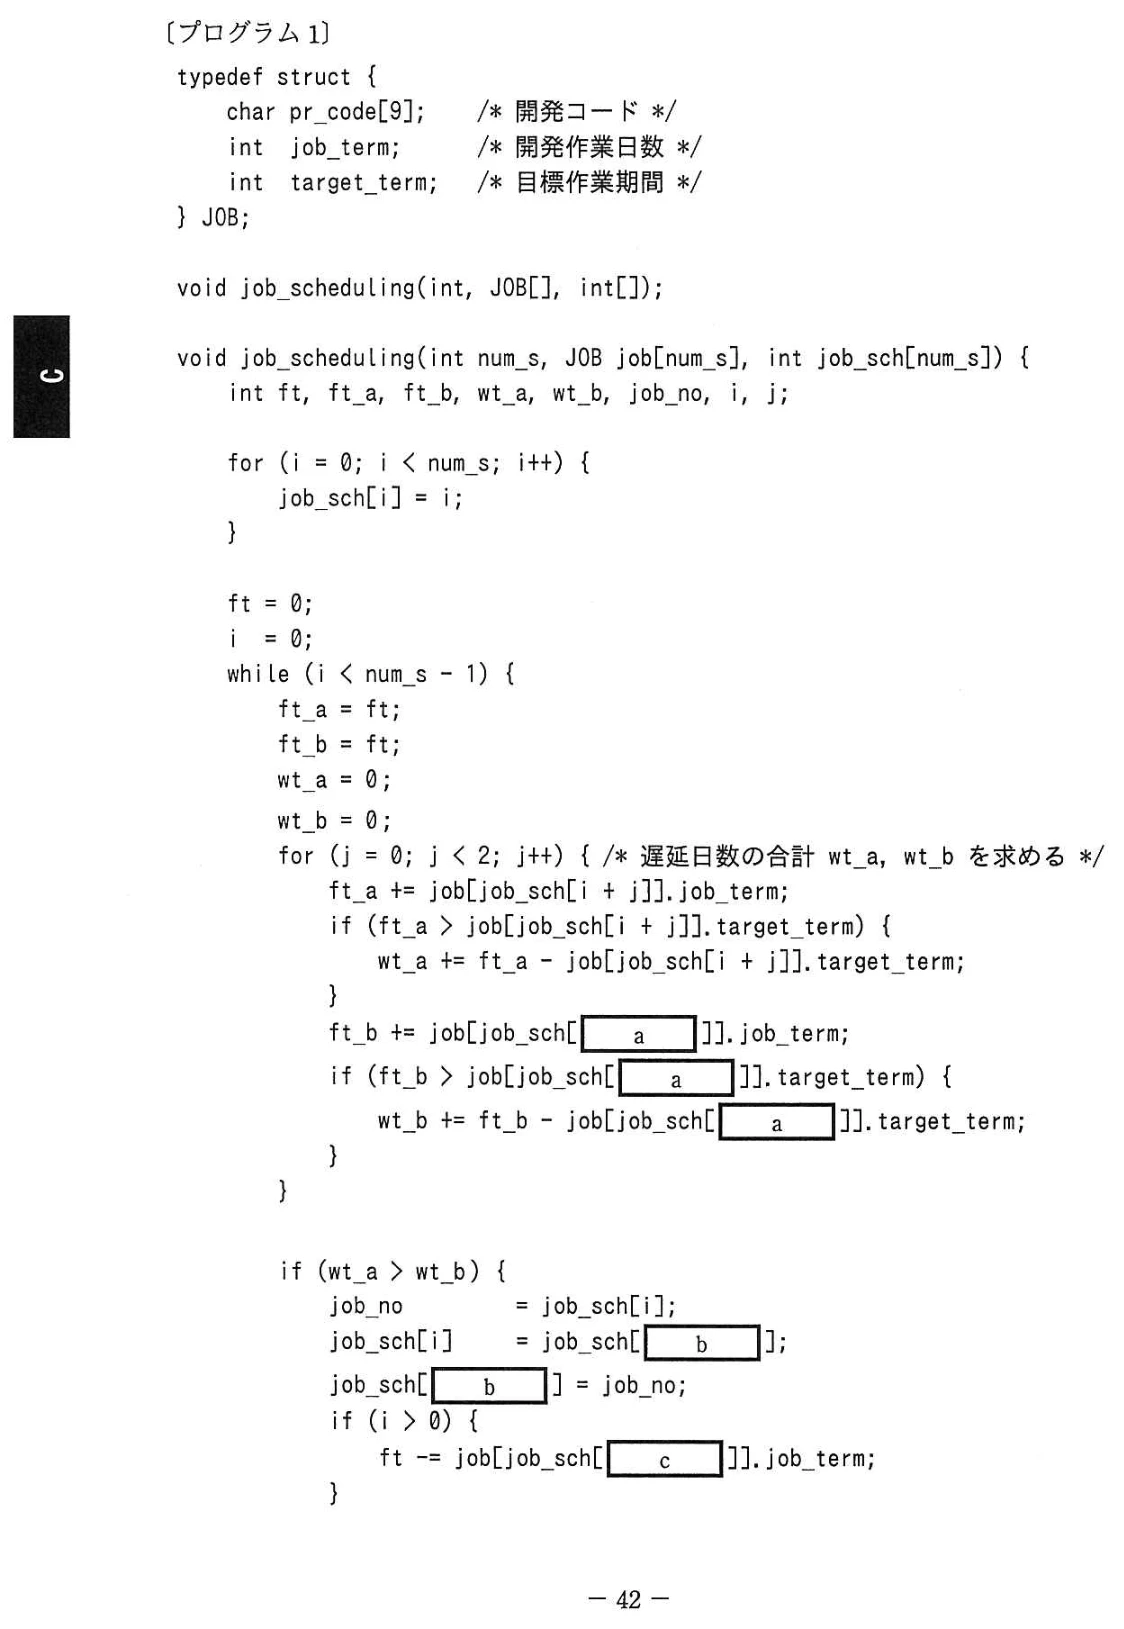 〔プログラム1〕
typedef struct {
    char pr_code[9];    /* 開発コード */
    int  job_term;      /* 開発作業日数 */
    int  target_term;   /* 目標作業期間 */
} JOB;
void job_scheduling(int, JOB[], int[]);
C
void job_scheduling(int num_s, JOB job[num_s], int job_sch[num_s]) {
    int ft, ft_a, ft_b, wt_a, wt_b, job_no, i, j;
    for (i = 0; i < num_s; i++) {
        job_sch[i] = i;
    }
    ft = 0;
    i  = 0;
    while (i < num_s - 1) {
        ft_a = ft;
        ft_b = ft;
        wt_a = 0;
        wt_b = 0;
        for (j = 0; j < 2; j++) { /* 遅延日数の合計 wt_a, wt_b を求める */
            ft_a += job[job_sch[i + j]].job_term;
            if (ft_a > job[job_sch[i + j]].target_term) {
                wt_a += ft_a - job[job_sch[i + j]].target_term;
            }
            ft_b += job[job_sch[ a ]].job_term;
            if (ft_b > job[job_sch[ a ]].target_term) {
                wt_b += ft_b - job[job_sch[ a ]].target_term;
            }
        }
        if (wt_a > wt_b) {
            job_no         = job_sch[i];
            job_sch[i]     = job_sch[ b ];
            job_sch[ b ] = job_no;
            if (i > 0) {
                ft -= job[job_sch[ c ]].job_term;
            }
— 42 —